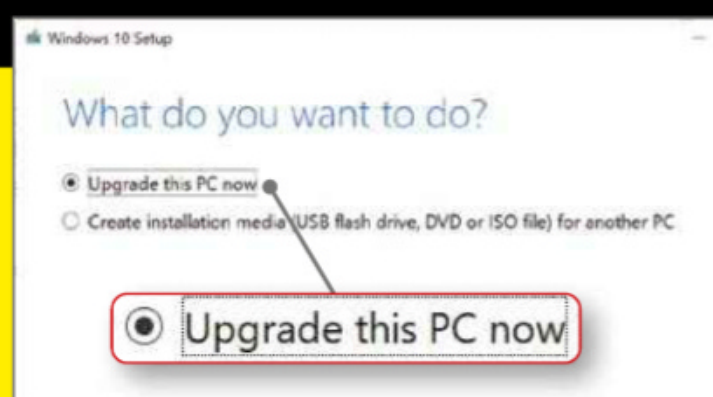 Windows 10 Setup
What do you want to do?
Upgrade this PC now
Create installation media (USB flash drive, DVD or ISO file) for another PC
Upgrade this PC now